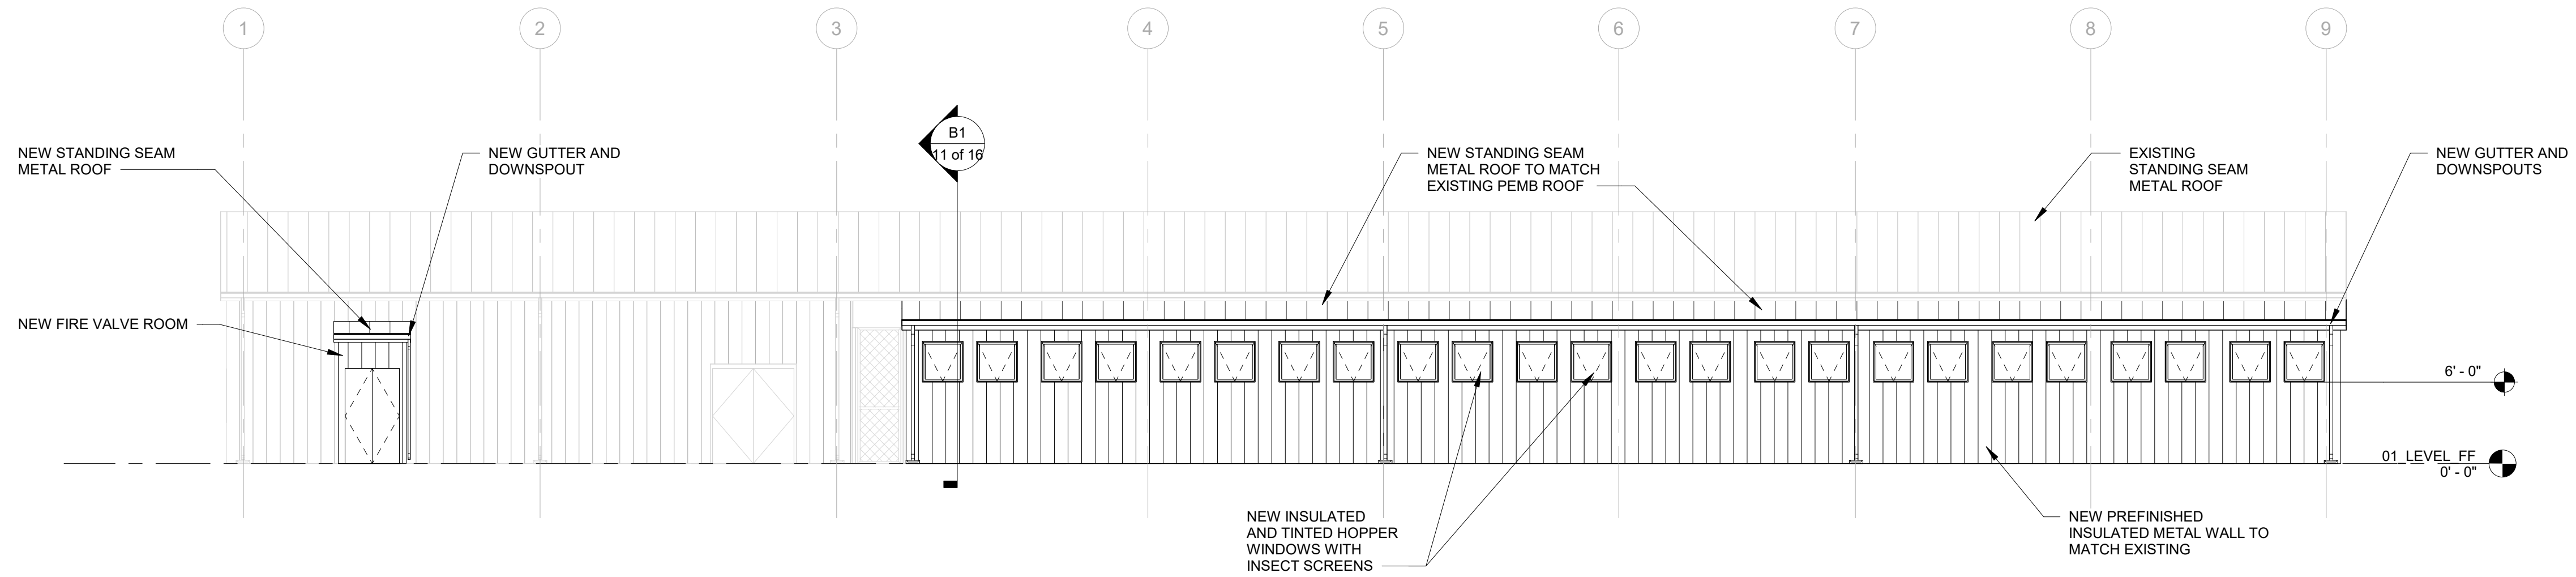 1
2
3
4
5
6
7
8
9
B1
11 of 16
NEW STANDING SEAM
METAL ROOF
NEW GUTTER AND
DOWNSPOUT
NEW STANDING SEAM
METAL ROOF TO MATCH
EXISTING PEMB ROOF
EXISTING
STANDING SEAM
METAL ROOF
NEW GUTTER AND
DOWNSPOUTS
NEW FIRE VALVE ROOM
6' - 0"
01_LEVEL_FF
0' - 0"
NEW INSULATED
AND TINTED HOPPER
WINDOWS WITH
INSECT SCREENS
NEW PREFINISHED
INSULATED METAL WALL TO
MATCH EXISTING